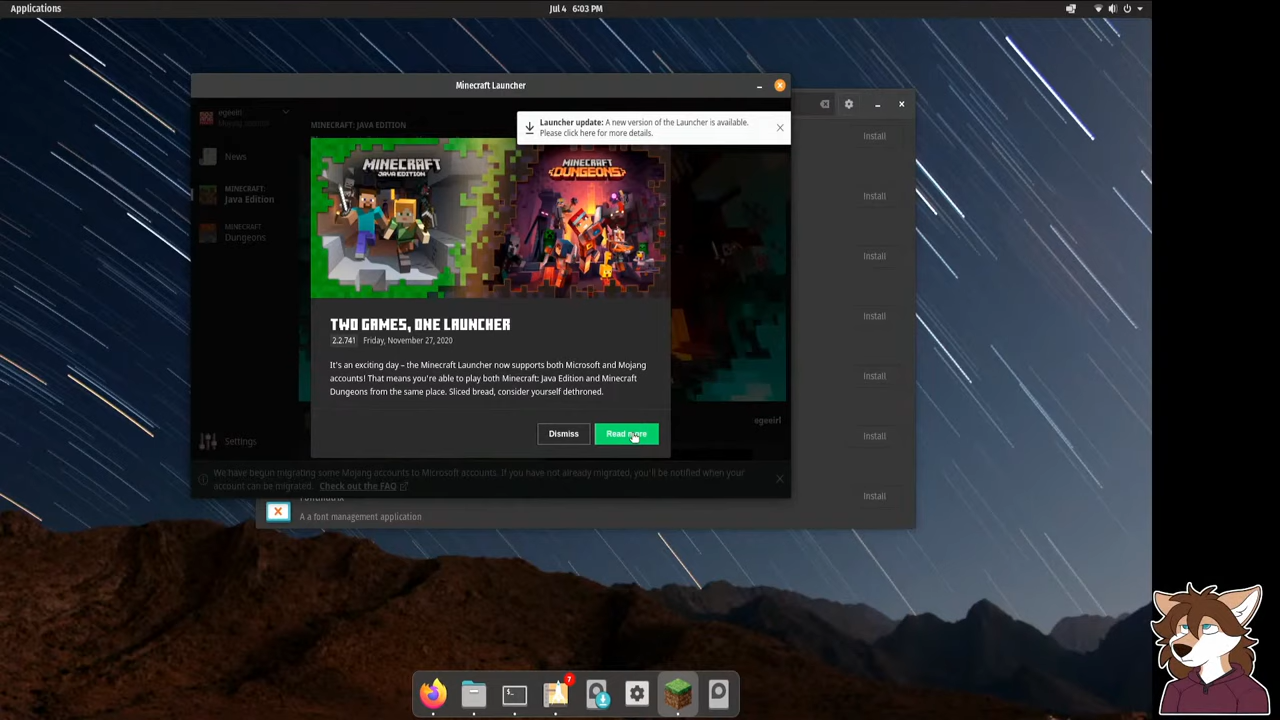 Applications
Jul 4 6:03 PM
Minecraft Launcher
egeeirl
Mojang account
Launcher update: A new version of the Launcher is available.
Please click here for more details.
MINECRAFT: JAVA EDITION
News
MINECRAFT:
Java Edition
MINECRAFT
Dungeons
MINECRAFT
JAVA EDITION
MINECRAFT
DUNGEONS
TWO GAMES, ONE LAUNCHER
2.2.741 Friday, November 27, 2020
It's an exciting day – the Minecraft Launcher now supports both Microsoft and Mojang
accounts! That means you're able to play both Minecraft: Java Edition and Minecraft
Dungeons from the same place. Sliced bread, consider yourself dethroned.
Dismiss
Read more
egeeirl
Settings
We have begun migrating some Mojang accounts to Microsoft accounts. If you have not already migrated, you'll be notified when your
account can be migrated. Check out the FAQ
Install
Install
Install
Install
Install
Install
Install
A a font management application
7